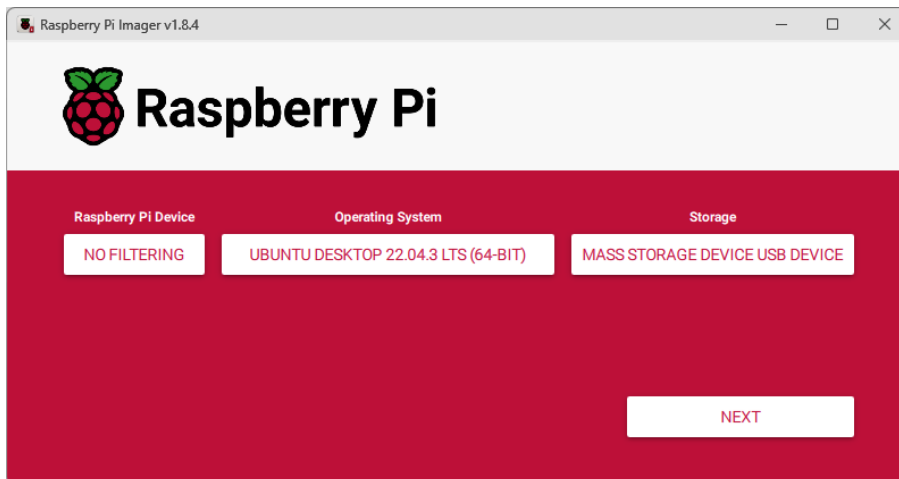 Raspberry Pi Imager v1.8.4
Raspberry Pi
Raspberry Pi Device
Operating System
Storage
NO FILTERING
UBUNTU DESKTOP 22.04.3 LTS (64-BIT)
MASS STORAGE DEVICE USB DEVICE
NEXT